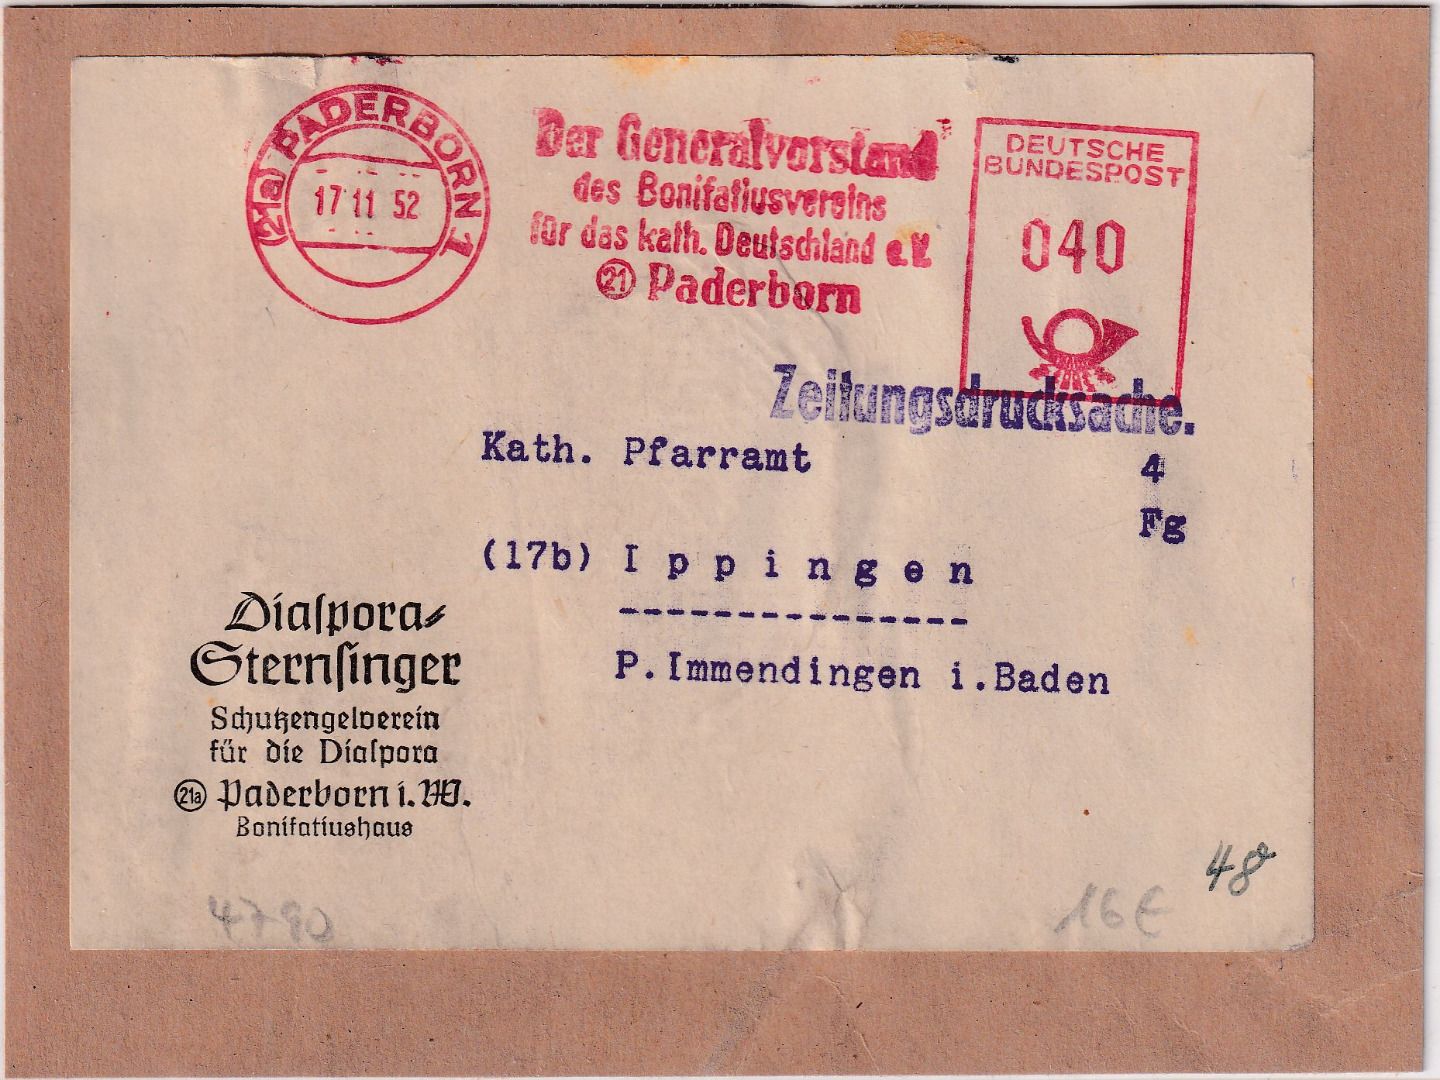 (21a) PADERBORN 1
17 11 52
Der Generalvorstand
des Bonifatiusvereins
für das kath. Deutschland e.V.
21 Paderborn
DEUTSCHE
BUNDESPOST
040
Zeitungsdrucksache.
Kath. Pfarramt
4
Fg
(17b) I p p i n g e n
---------------
P.Immendingen i.Baden
Diaſpora-
Sternſinger
Schutzengelverein
für die Diaſpora
21a Paderborn i. W.
Bonifatiushaus
48
4790
16€